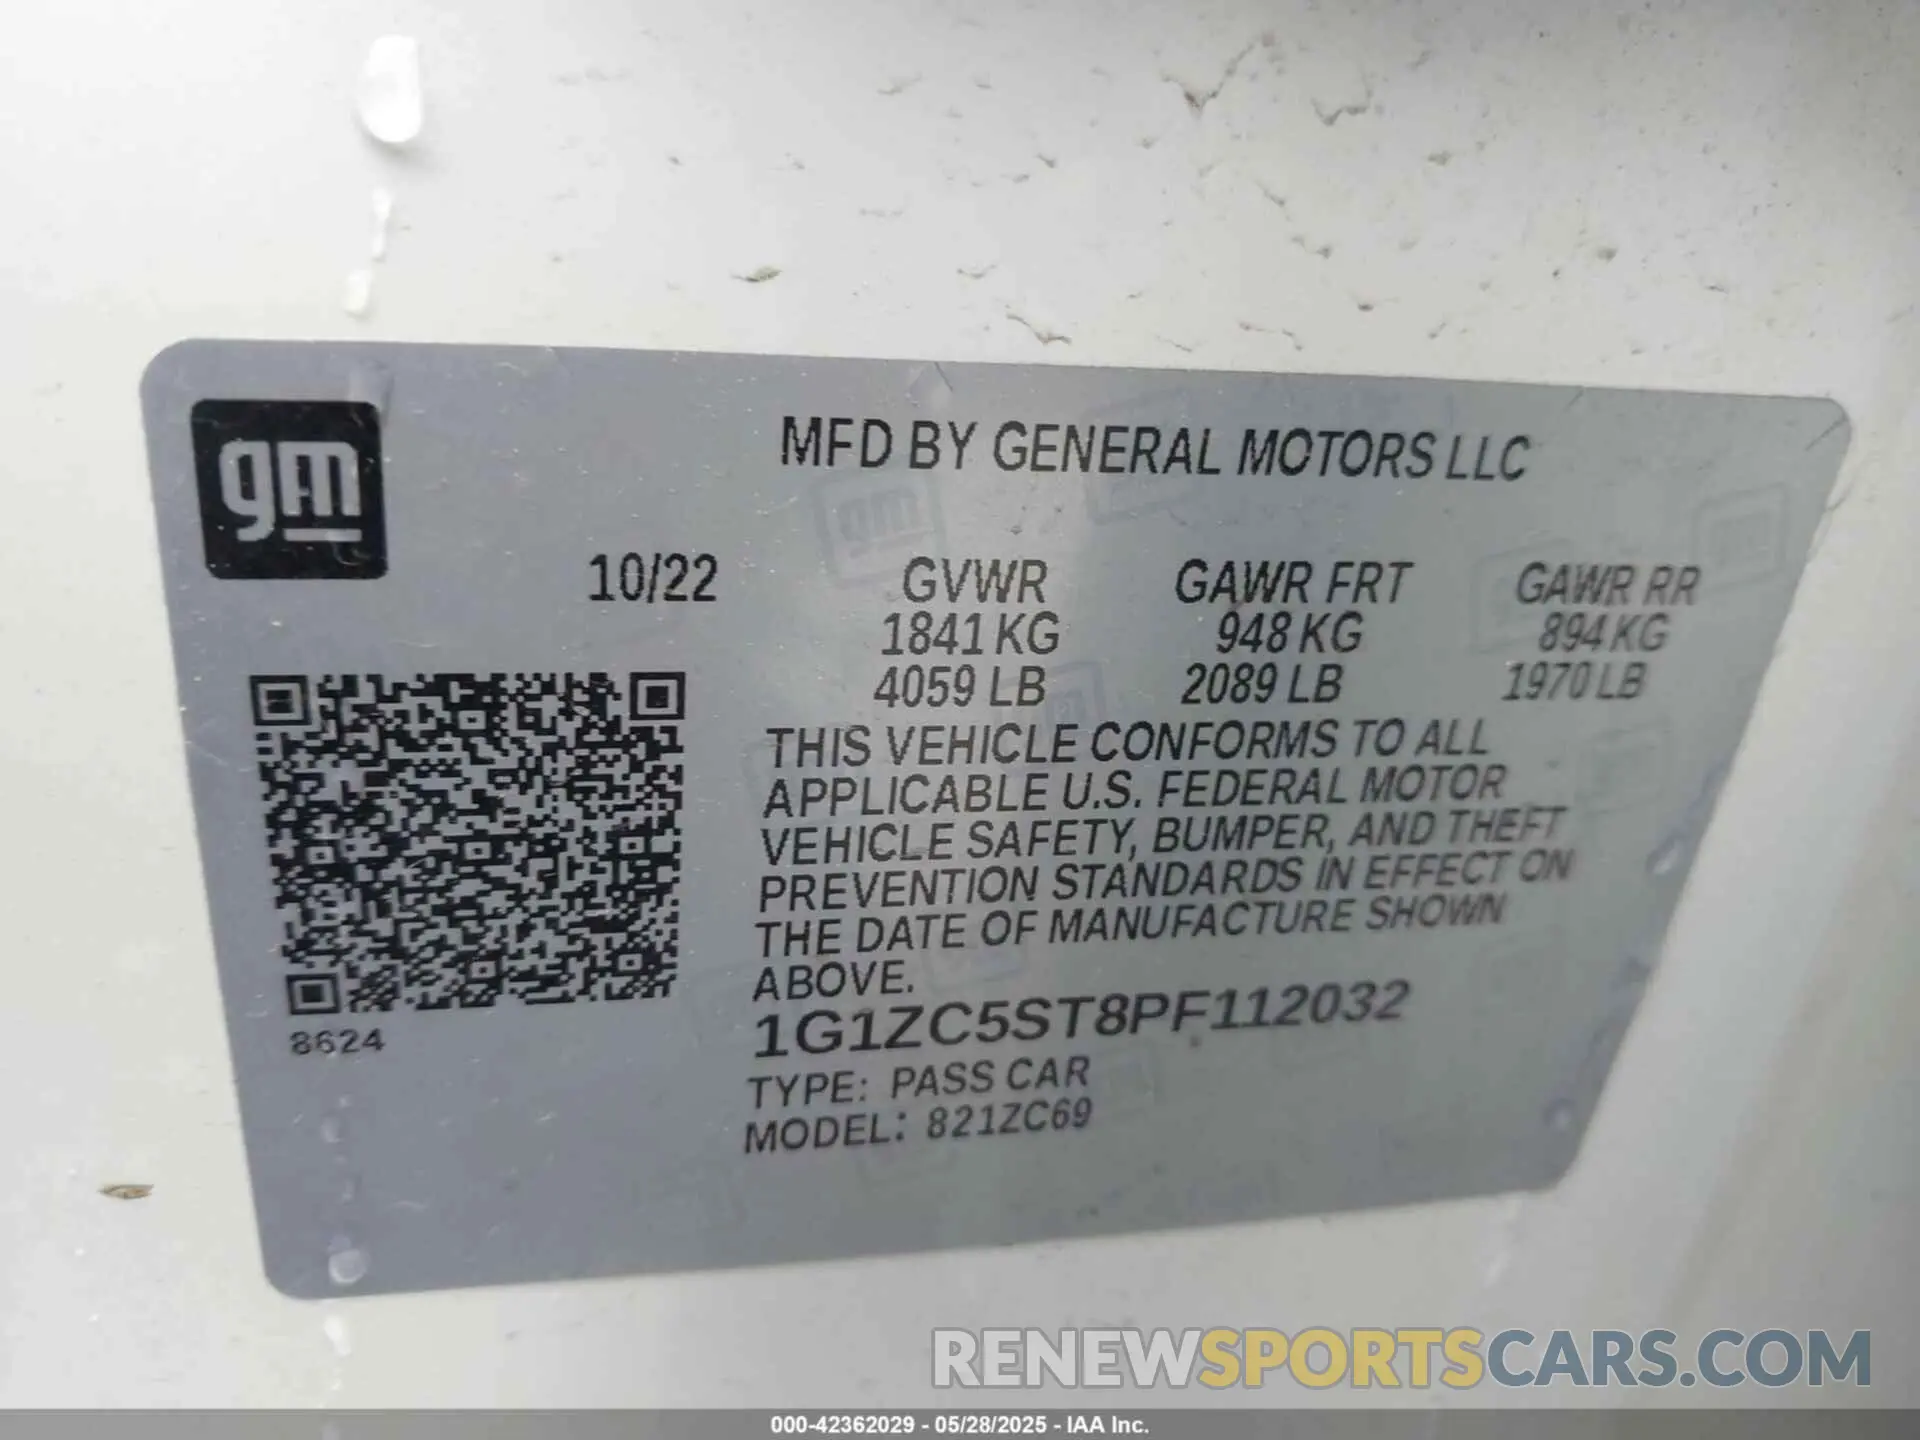 gm
MFD BY GENERAL MOTORS LLC
10/22 GVWR GAWR FRT GAWR RR
1841 KG 948 KG 894 KG
4059 LB 2089 LB 1970 LB
THIS VEHICLE CONFORMS TO ALL
APPLICABLE U.S. FEDERAL MOTOR
VEHICLE SAFETY, BUMPER, AND THEFT
PREVENTION STANDARDS IN EFFECT ON
THE DATE OF MANUFACTURE SHOWN
ABOVE.
8624
1G1ZC5ST8PF112032
TYPE: PASS CAR
MODEL: 821ZC69
RENEWSPORTSCARS.COM
000-42362029 - 05/28/2025 - IAA Inc.